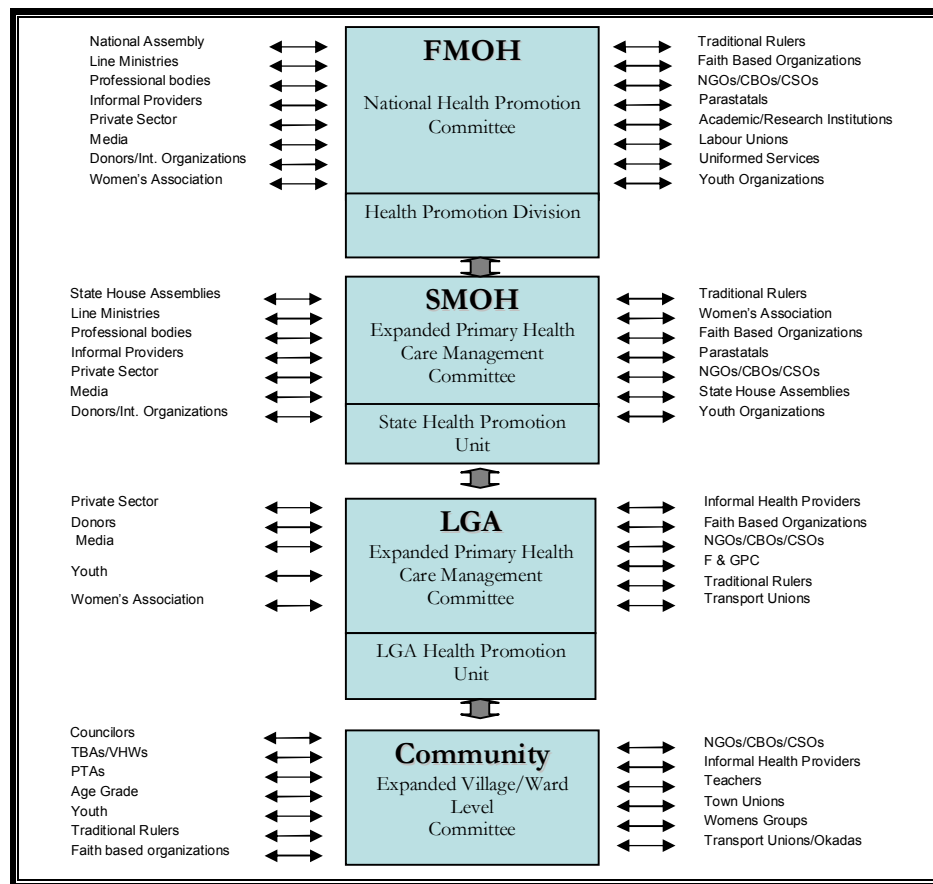 National Assembly
Line Ministries
Professional bodies
Informal Providers
Private Sector
Media
Donors/Int. Organizations
Women's Association
FMOH
National Health Promotion
Committee
Health Promotion Division
Traditional Rulers
Faith Based Organizations
NGOs/CBOs/CSOs
Parastatals
Academic/Research Institutions
Labour Unions
Uniformed Services
Youth Organizations
State House Assemblies
Line Ministries
Professional bodies
Informal Providers
Private Sector
Media
Donors/Int. Organizations
SMOH
Expanded Primary Health
Care Management
Committee
State Health Promotion
Unit
Traditional Rulers
Women's Association
Faith Based Organizations
Parastatals
NGOs/CBOs/CSOs
State House Assemblies
Youth Organizations
Private Sector
Donors
Media
Youth
Women's Association
LGA
Expanded Primary Health
Care Management
Committee
LGA Health Promotion
Unit
Informal Health Providers
Faith Based Organizations
NGOs/CBOs/CSOs
F & GPC
Traditional Rulers
Transport Unions
Councilors
TBAs/VHWs
PTAs
Age Grade
Youth
Traditional Rulers
Faith based organizations
Community
Expanded Village/Ward
Level
Committee
NGOs/CBOs/CSOs
Informal Health Providers
Teachers
Town Unions
Womens Groups
Transport Unions/Okadas